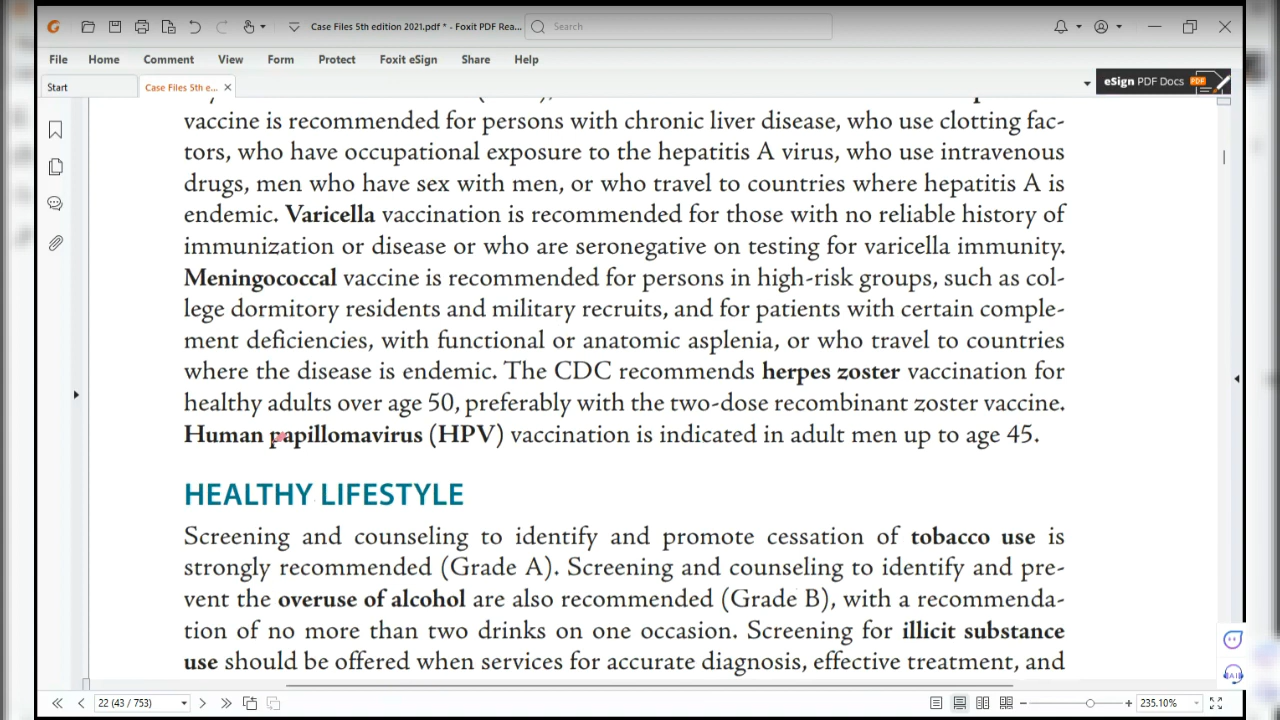 Case Files 5th edition 2021.pdf * - Foxit PDF Rea...
Search
File Home Comment View Form Protect Foxit eSign Share Help
Start
Case Files 5th e...
eSign PDF Docs
vaccine is recommended for persons with chronic liver disease, who use clotting fac-
tors, who have occupational exposure to the hepatitis A virus, who use intravenous
drugs, men who have sex with men, or who travel to countries where hepatitis A is
endemic. Varicella vaccination is recommended for those with no reliable history of
immunization or disease or who are seronegative on testing for varicella immunity.
Meningococcal vaccine is recommended for persons in high-risk groups, such as col-
lege dormitory residents and military recruits, and for patients with certain comple-
ment deficiencies, with functional or anatomic asplenia, or who travel to countries
where the disease is endemic. The CDC recommends herpes zoster vaccination for
healthy adults over age 50, preferably with the two-dose recombinant zoster vaccine.
Human papillomavirus (HPV) vaccination is indicated in adult men up to age 45.
HEALTHY LIFESTYLE
Screening and counseling to identify and promote cessation of tobacco use is
strongly recommended (Grade A). Screening and counseling to identify and pre-
vent the overuse of alcohol are also recommended (Grade B), with a recommenda-
tion of no more than two drinks on one occasion. Screening for illicit substance
use should be offered when services for accurate diagnosis, effective treatment, and
22 (43 / 753)
235.10%